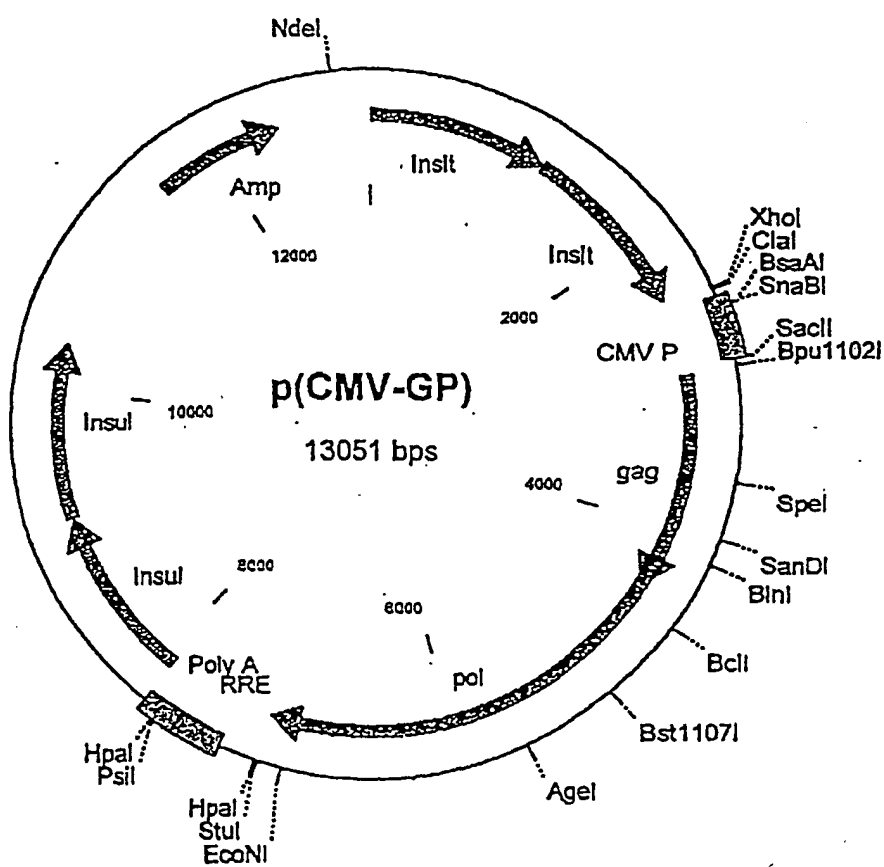 NdeI
Amp
Inslt
Inslt
12000
2000
XhoI
ClaI
BsaAI
SnaBI
SacII
Bpu1102I
CMV P
p(CMV-GP)
13051 bps
10000
Insul
gag
4000
SpeI
SanDI
BlnI
Insul
8000
6000
BclI
Poly A
RRE
pol
Bst1107I
HpaI
PsiI
AgeI
HpaI
StuI
EcoNI